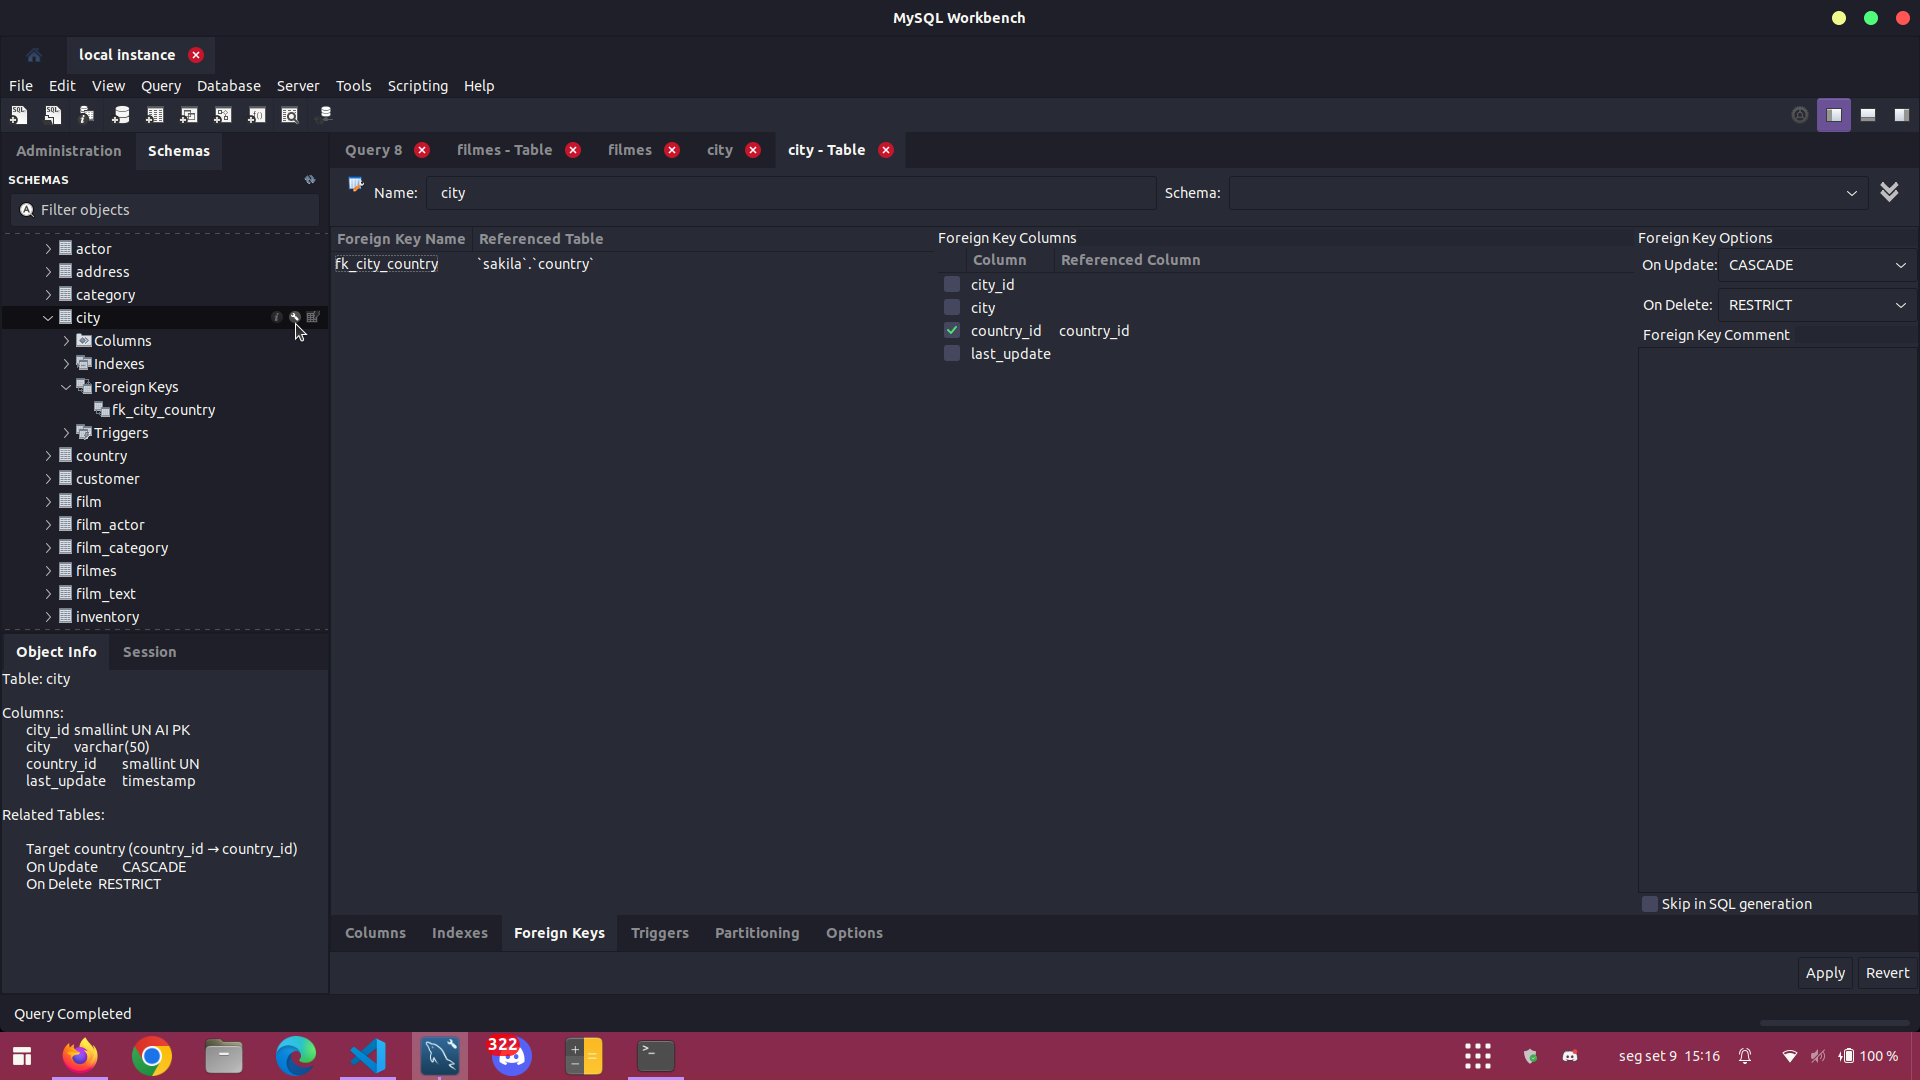 MySQL Workbench
local instance
File Edit View Query Database Server Tools Scripting Help
Administration Schemas
Query 8 filmes - Table filmes city city - Table
SCHEMAS
Filter objects
Name: city Schema:
actor
address
category
city
Columns
Indexes
Foreign Keys
fk_city_country
Triggers
country
customer
film
film_actor
film_category
filmes
film_text
inventory
Foreign Key Name Referenced Table
fk_city_country `sakila`.`country`
Foreign Key Columns
Column Referenced Column
city_id
city
country_id country_id
last_update
Foreign Key Options
On Update: CASCADE
On Delete: RESTRICT
Foreign Key Comment
Skip in SQL generation
Object Info Session
Table: city
Columns:
city_id smallint UN AI PK
city varchar(50)
country_id smallint UN
last_update timestamp
Related Tables:
Target country (country_id → country_id)
On Update CASCADE
On Delete RESTRICT
Columns Indexes Foreign Keys Triggers Partitioning Options
Apply Revert
Query Completed
322
seg set 9 15:16
100 %